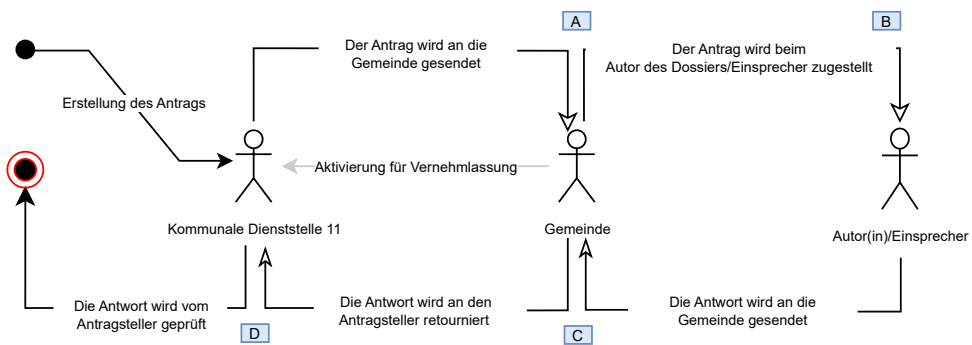 A
B
Der Antrag wird an die
Gemeinde gesendet
Der Antrag wird beim
Autor des Dossiers/Einsprecher zugestellt
Erstellung des Antrags
Aktivierung für Vernehmlassung
Kommunale Dienststelle 11
Gemeinde
Autor(in)/Einsprecher
Die Antwort wird vom
Antragsteller geprüft
Die Antwort wird an den
Antragsteller retourniert
Die Antwort wird an die
Gemeinde gesendet
D
C